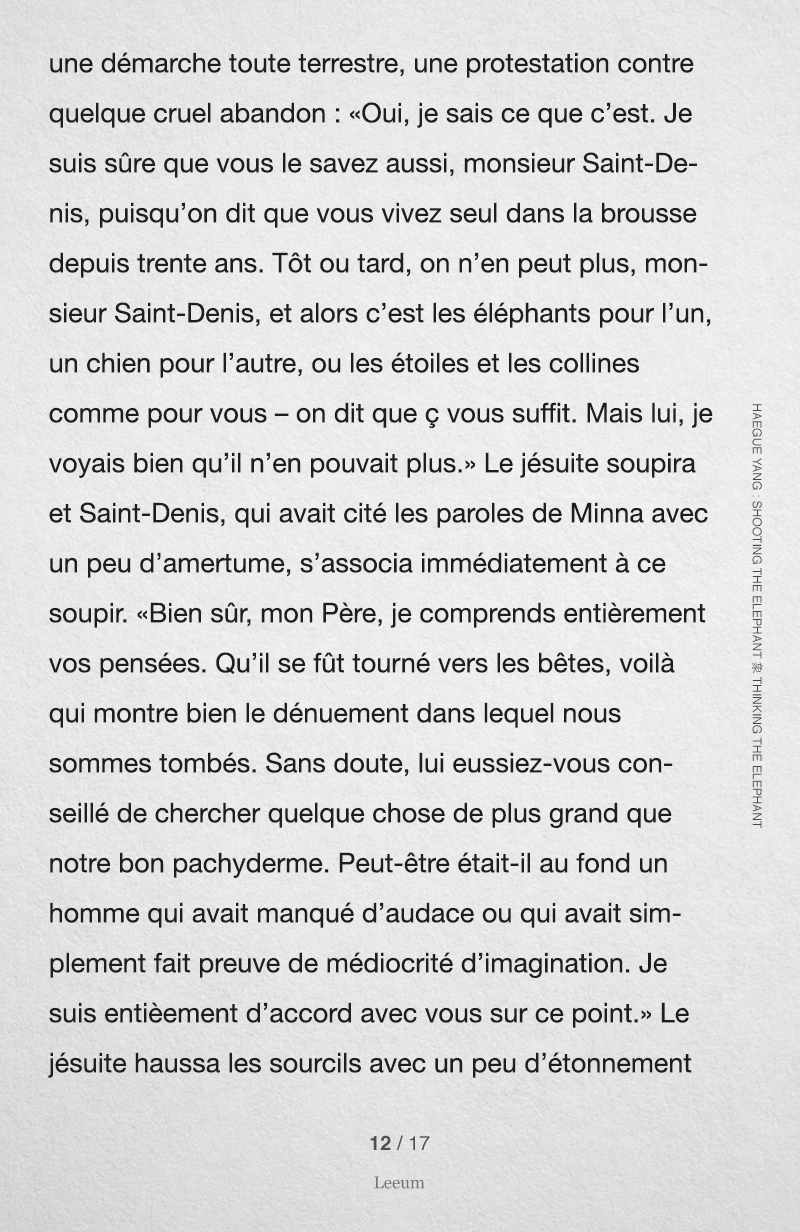 une démarche toute terrestre, une protestation contre
quelque cruel abandon : «Oui, je sais ce que c’est. Je
suis sûre que vous le savez aussi, monsieur Saint-De-
nis, puisqu’on dit que vous vivez seul dans la brousse
depuis trente ans. Tôt ou tard, on n’en peut plus, mon-
sieur Saint-Denis, et alors c’est les éléphants pour l’un,
un chien pour l’autre, ou les étoiles et les collines
comme pour vous – on dit que ç vous suffit. Mais lui, je
voyais bien qu’il n’en pouvait plus.» Le jésuite soupira
et Saint-Denis, qui avait cité les paroles de Minna avec
un peu d’amertume, s’associa immédiatement à ce
soupir. «Bien sûr, mon Père, je comprends entièrement
vos pensées. Qu’il se fût tourné vers les bêtes, voilà
qui montre bien le dénuement dans lequel nous
sommes tombés. Sans doute, lui eussiez-vous con-
seillé de chercher quelque chose de plus grand que
notre bon pachyderme. Peut-être était-il au fond un
homme qui avait manqué d’audace ou qui avait sim-
plement fait preuve de médiocrité d’imagination. Je
suis entièement d’accord avec vous sur ce point.» Le
jésuite haussa les sourcils avec un peu d’étonnement
HAEGUE YANG : SHOOTING THE ELEPHANT 象 THINKING THE ELEPHANT
12 / 17
Leeum